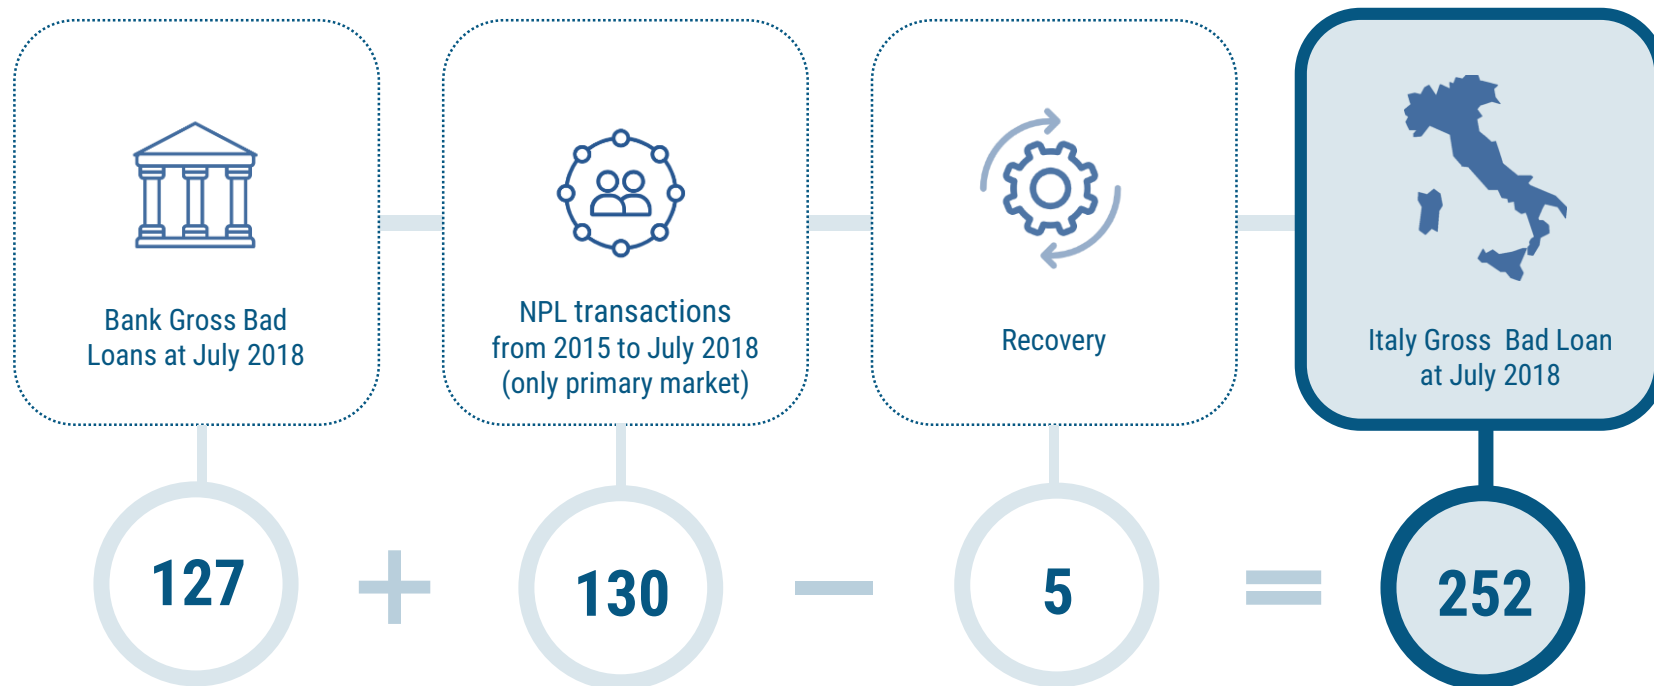 Bank Gross Bad
Loans at July 2018
NPL transactions
from 2015 to July 2018
(only primary market)
Recovery
Italy Gross Bad Loan
at July 2018
127
+
130
−
5
=
252